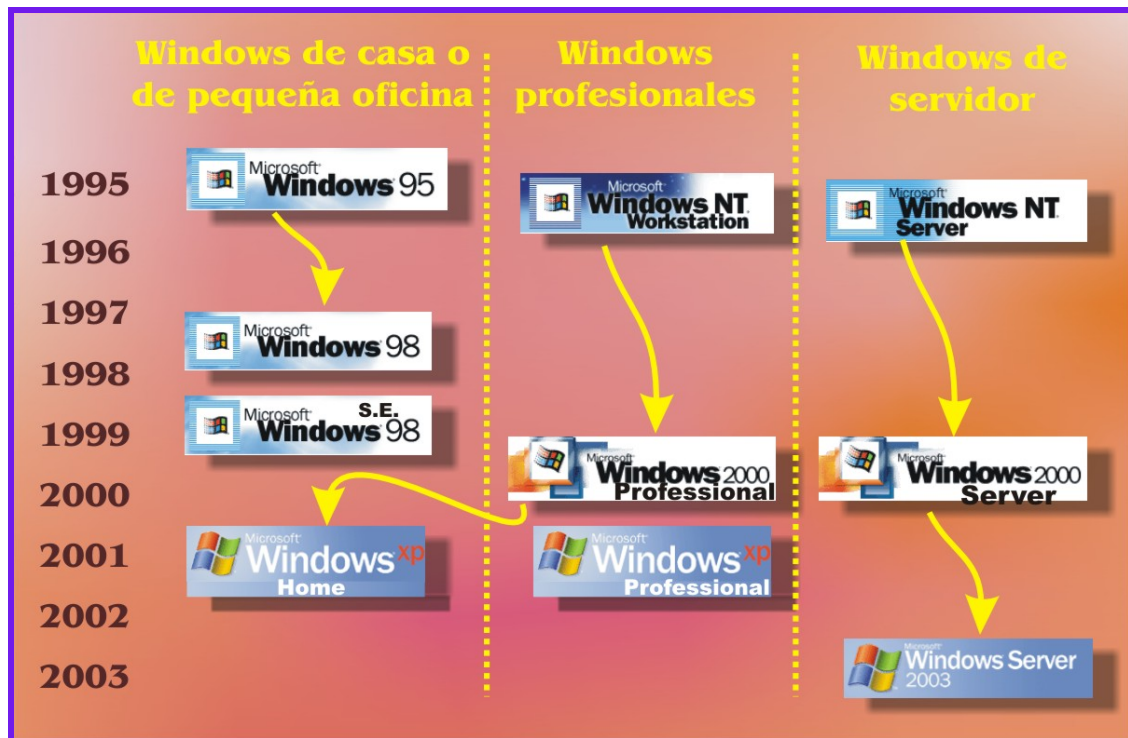 Windows de casa o
de pequeña oficina
Windows
profesionales
Windows de
servidor
1995
Microsoft®
Windows® 95
Microsoft®
Windows NT®
Workstation
Microsoft®
Windows NT®
Server
1996
1997
Microsoft®
Windows® 98
1998
Microsoft®
S.E.
Windows® 98
1999
Microsoft®
Windows® 2000
Professional
Microsoft®
Windows® 2000
Server
2000
Microsoft®
Windows xp
Home
Microsoft®
Windows xp
Professional
2001
2002
Microsoft®
Windows Server
2003
2003